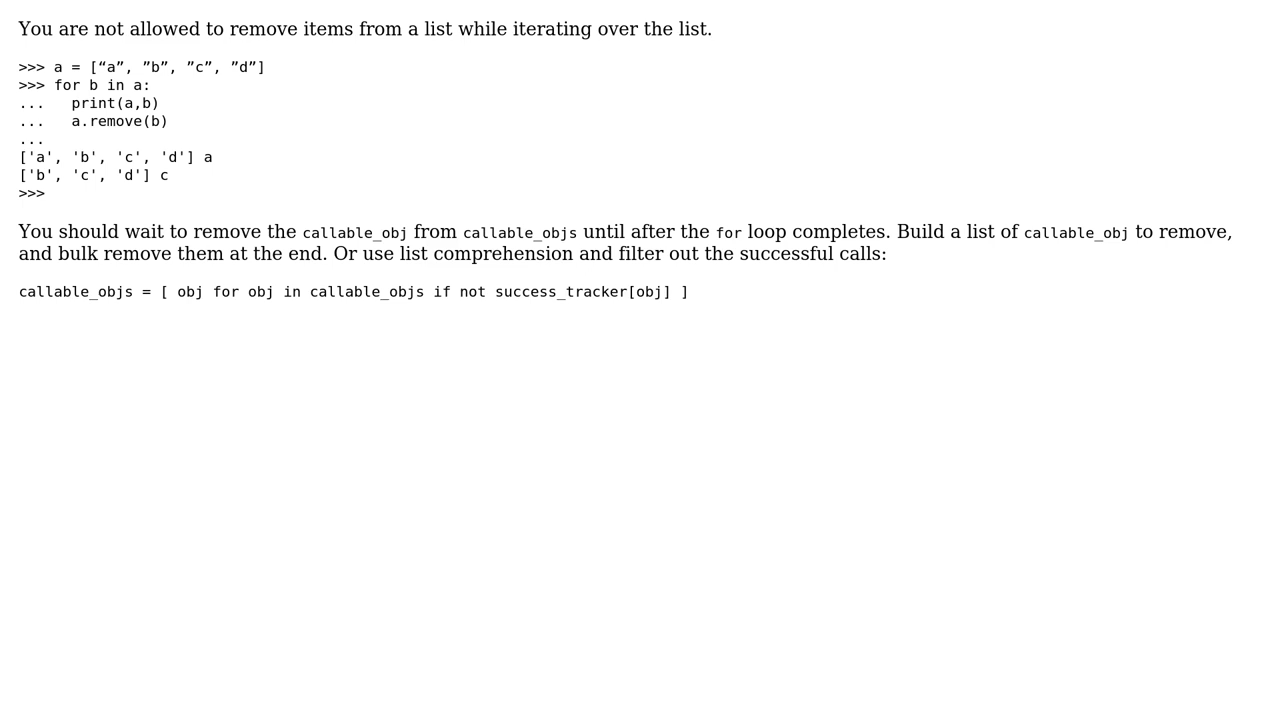 You are not allowed to remove items from a list while iterating over the list.
>>> a = [“a”, ”b”, ”c”, ”d”]
>>> for b in a:
...   print(a,b)
...   a.remove(b)
...
['a', 'b', 'c', 'd'] a
['b', 'c', 'd'] c
>>>
You should wait to remove the callable_obj from callable_objs until after the for loop completes. Build a list of callable_obj to remove,
and bulk remove them at the end. Or use list comprehension and filter out the successful calls:
callable_objs = [ obj for obj in callable_objs if not success_tracker[obj] ]